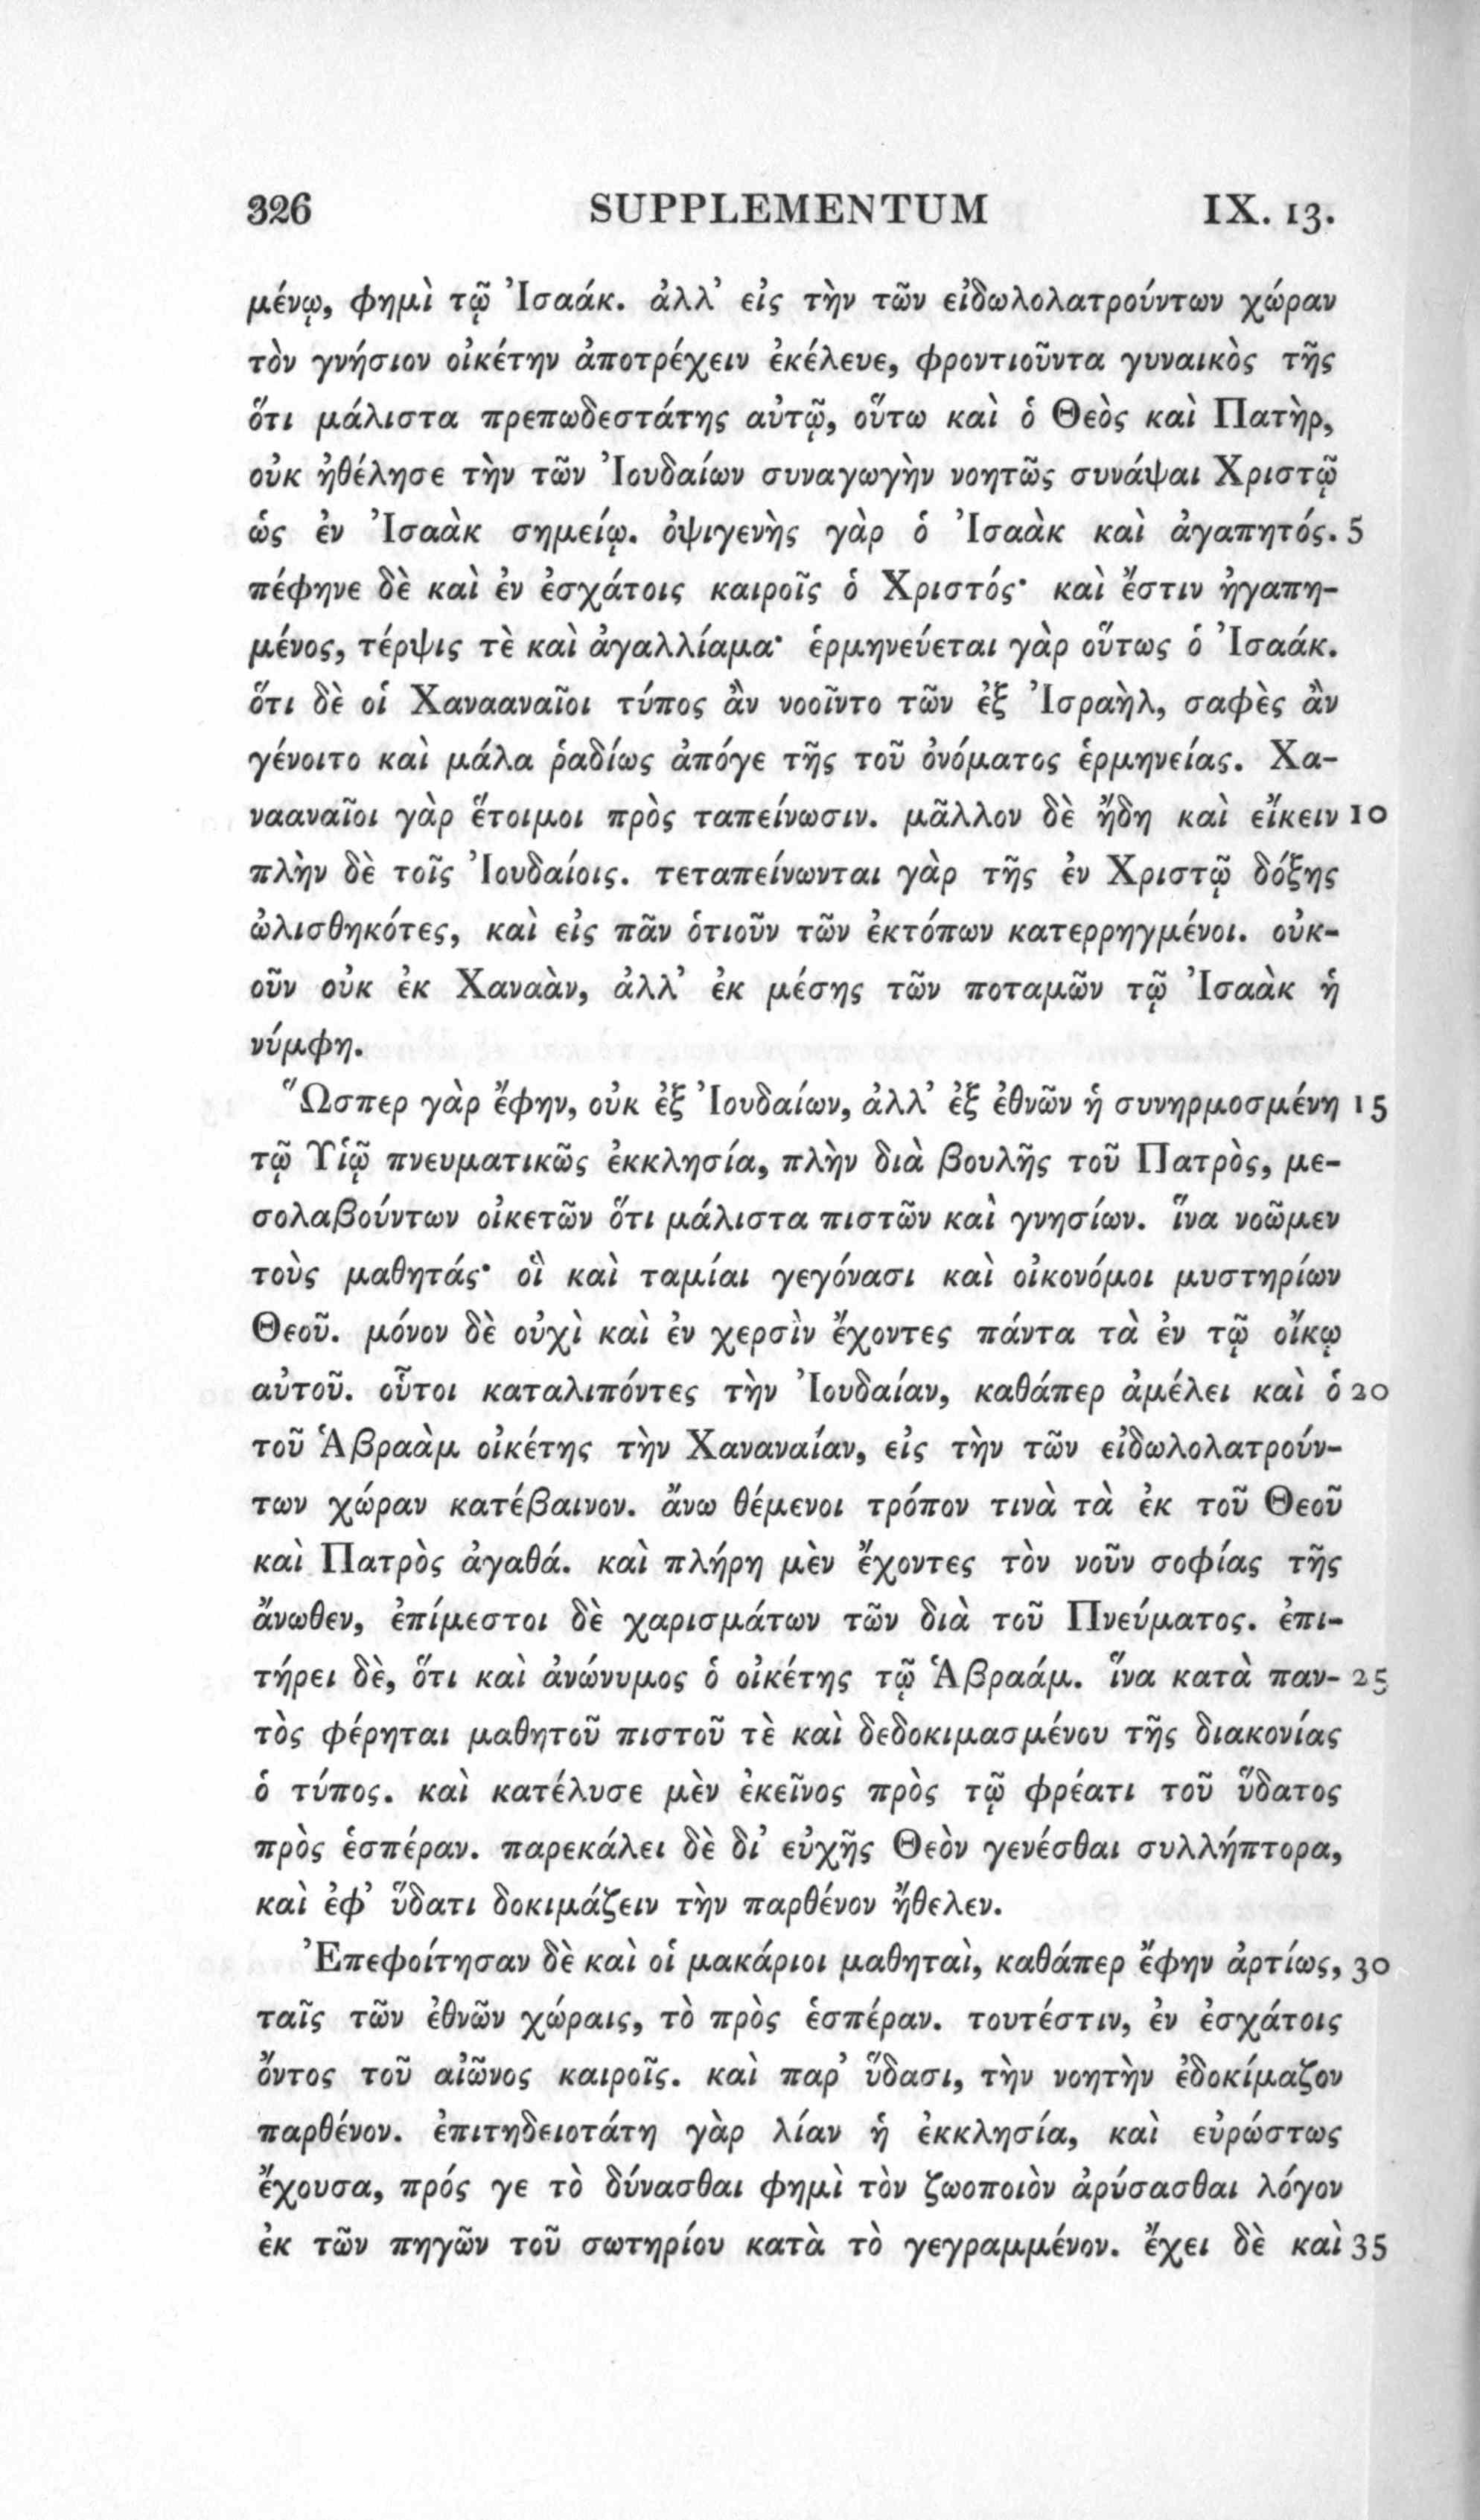 326 SUPPLEMENTUM IX. 13.
μένῳ, φημὶ τῷ Ἰσαάκ. ἀλλ’ εἰς τὴν τῶν εἰδωλολατρούντων χώραν
τὸν γνήσιον οἰκέτην ἀποτρέχειν ἐκέλευε, φροντιοῦντα γυναικὸς τῆς
ὅτι μάλιστα πρεπωδεστάτης αὐτῷ, οὕτω καὶ ὁ Θεὸς καὶ Πατὴρ,
οὐκ ἠθέλησε τὴν τῶν Ἰουδαίων συναγωγὴν νοητῶς συνάψαι Χριστῷ
ὡς ἐν Ἰσαὰκ σημείῳ. ὀψιγενὴς γὰρ ὁ Ἰσαὰκ καὶ ἀγαπητός. 5
πέφηνε δὲ καὶ ἐν ἐσχάτοις καιροῖς ὁ Χριστός· καὶ ἔστιν ἠγαπη-
μένος, τέρψις τὲ καὶ ἀγαλλίαμα· ἑρμηνεύεται γὰρ οὕτως ὁ Ἰσαάκ.
ὅτι δὲ οἱ Χαναaναῖοι τύπος ἂν νοοῖντο τῶν ἐξ Ἰσραὴλ, σαφὲς ἂν
γένοιτο καὶ μάλα ῥαδίως ἀπόγε τῆς τοῦ ὀνόματος ἑρμηνείας. Χα-
νααναῖοι γὰρ ἕτοιμοι πρὸς ταπείνωσιν. μᾶλλον δὲ ἤδη καὶ εἴκειν 10
πλὴν δὲ τοῖς Ἰουδαίοις. τεταπείνωνται γὰρ τῆς ἐν Χριστῷ δόξης
ὠλισθηκότες, καὶ εἰς πᾶν ὁτιοῦν τῶν ἐκτόπων κατερρηγμένοι. οὐκ-
οῦν οὐκ ἐκ Χαναὰν, ἀλλ’ ἐκ μέσης τῶν ποταμῶν τῷ Ἰσαὰκ ἡ
νύμφη.
Ὥσπερ γὰρ ἔφην, οὐκ ἐξ Ἰουδαίων, ἀλλ’ ἐξ ἐθνῶν ἡ συνηρμοσμένη 15
τῷ Υἱῷ πνευματικῶς ἐκκλησία, πλὴν διὰ βουλῆς τοῦ Πατρὸς, με-
σολαβούντων οἰκετῶν ὅτι μάλιστα πιστῶν καὶ γνησίων. ἵνα νοῶμεν
τοὺς μαθητάς· οἳ καὶ ταμίαι γεγόνασι καὶ οἰκονόμοι μυστηρίων
Θεοῦ. μόνον δὲ οὐχὶ καὶ ἐν χερσὶν ἔχοντες πάντα τὰ ἐν τῷ οἴκῳ
αὐτοῦ. οὗτοι καταλιπόντες τὴν Ἰουδαίαν, καθάπερ ἀμέλει καὶ ὁ 20
τοῦ Ἁβραὰμ οἰκέτης τὴν Χαναναίαν, εἰς τὴν τῶν εἰδωλολατρούν-
των χώραν κατέβαινον. ἄνω θέμενοι τρόπον τινὰ τὰ ἐκ τοῦ Θεοῦ
καὶ Πατρὸς ἀγαθά. καὶ πλήρη μὲν ἔχοντες τὸν νοῦν σοφίας τῆς
ἄνωθεν, ἐπίμεστοι δὲ χαρισμάτων τῶν διὰ τοῦ Πνεύματος. ἐπι-
τήρει δὲ, ὅτι καὶ ἀνώνυμος ὁ οἰκέτης τῷ Ἁβραάμ. ἵνα κατὰ παν- 25
τὸς φέρηται μαθητοῦ πιστοῦ τὲ καὶ δεδοκιμασμένου τῆς διακονίας
ὁ τύπος. καὶ κατέλυσε μὲν ἐκεῖνος πρὸς τῷ φρέατι τοῦ ὕδατος
πρὸς ἑσπέραν. παρεκάλει δὲ δι’ εὐχῆς Θεὸν γενέσθαι συλλήπτορα,
καὶ ἐφ’ ὕδατι δοκιμάζειν τὴν παρθένον ἤθελεν.
Ἐπεφοίτησαν δὲ καὶ οἱ μακάριοι μαθηταὶ, καθάπερ ἔφην ἀρτίως, 30
ταῖς τῶν ἐθνῶν χώραις, τὸ πρὸς ἑσπέραν. τουτέστιν, ἐν ἐσχάτοις
ὄντος τοῦ αἰῶνος καιροῖς. καὶ παρ’ ὕδασι, τὴν νοητὴν ἐδοκίμαζον
παρθένον. ἐπιτηδειοτάτη γὰρ λίαν ἡ ἐκκλησία, καὶ εὐρώστως
ἔχουσα, πρός γε τὸ δύνασθαι φημὶ τὸν ζωοποιὸν ἀρύσασθαι λόγον
ἐκ τῶν πηγῶν τοῦ σωτηρίου κατὰ τὸ γεγραμμένον. ἔχει δὲ καὶ 35